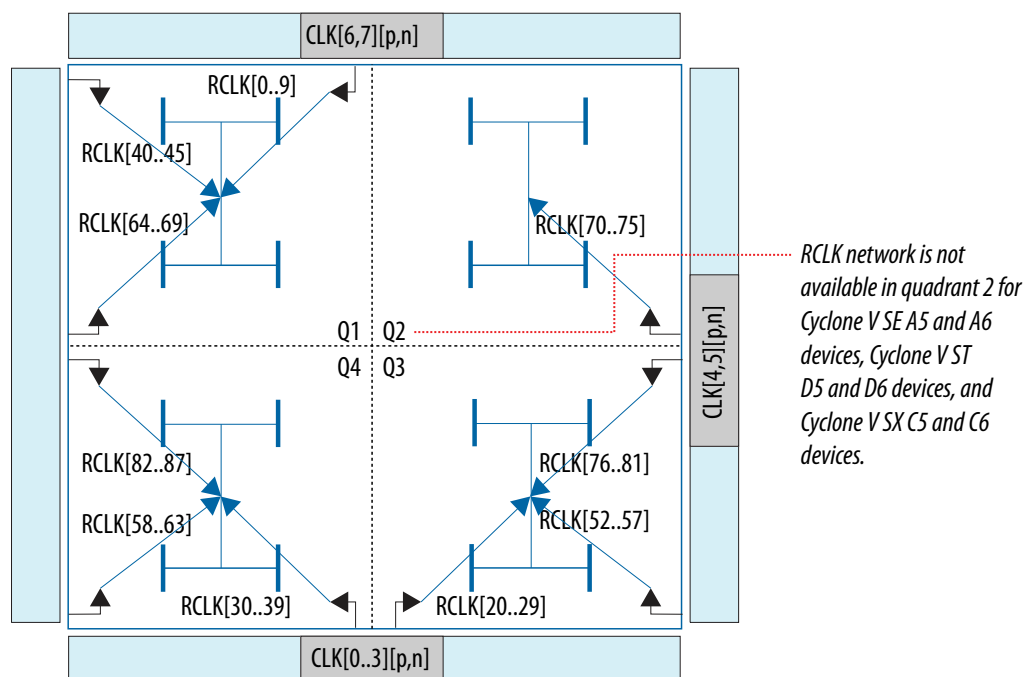 CLK[6,7][p,n]
RCLK[0..9]
RCLK[40..45]
RCLK[64..69]
RCLK[70..75]
Q1
Q2
Q4
Q3
RCLK network is not
available in quadrant 2 for
Cyclone V SE A5 and A6
devices, Cyclone V ST
D5 and D6 devices, and
Cyclone V SX C5 and C6
devices.
CLK[4,5][p,n]
RCLK[82..87]
RCLK[76..81]
RCLK[58..63]
RCLK[52..57]
RCLK[30..39]
RCLK[20..29]
CLK[0..3][p,n]